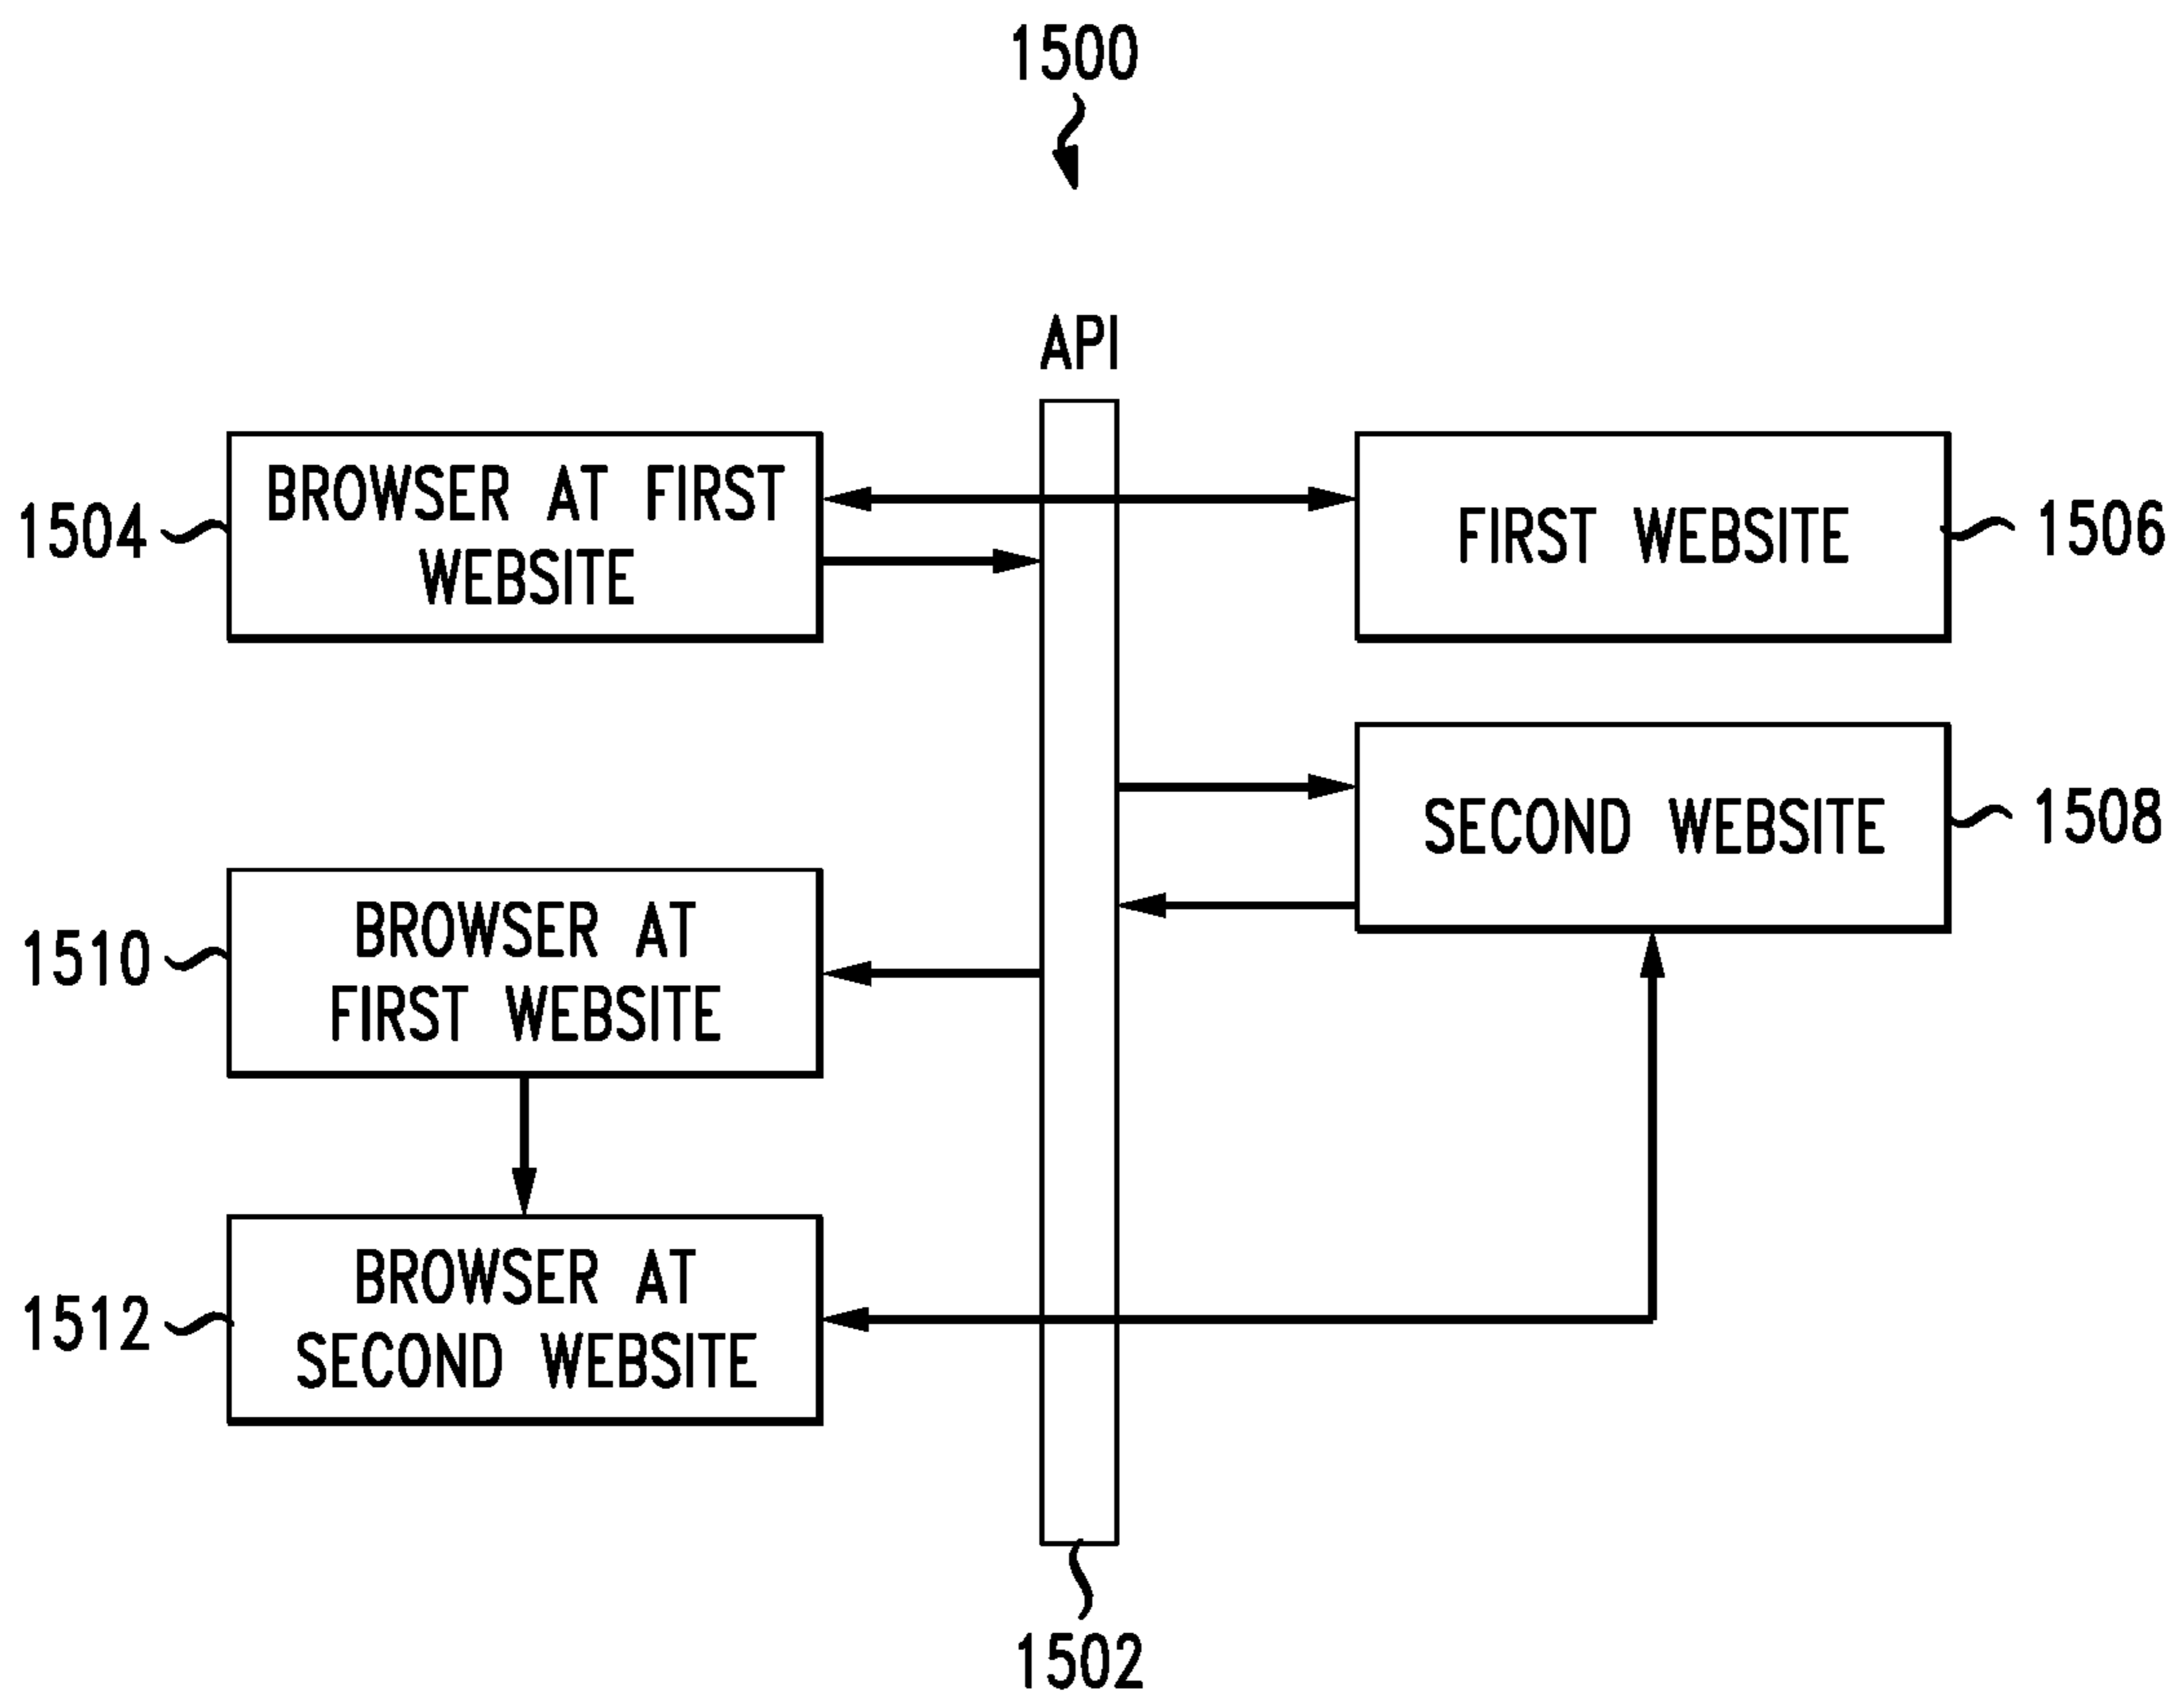 1500
API
1504
BROWSER AT FIRST
WEBSITE
FIRST WEBSITE
1506
SECOND WEBSITE
1508
1510
BROWSER AT
FIRST WEBSITE
1512
BROWSER AT
SECOND WEBSITE
1502